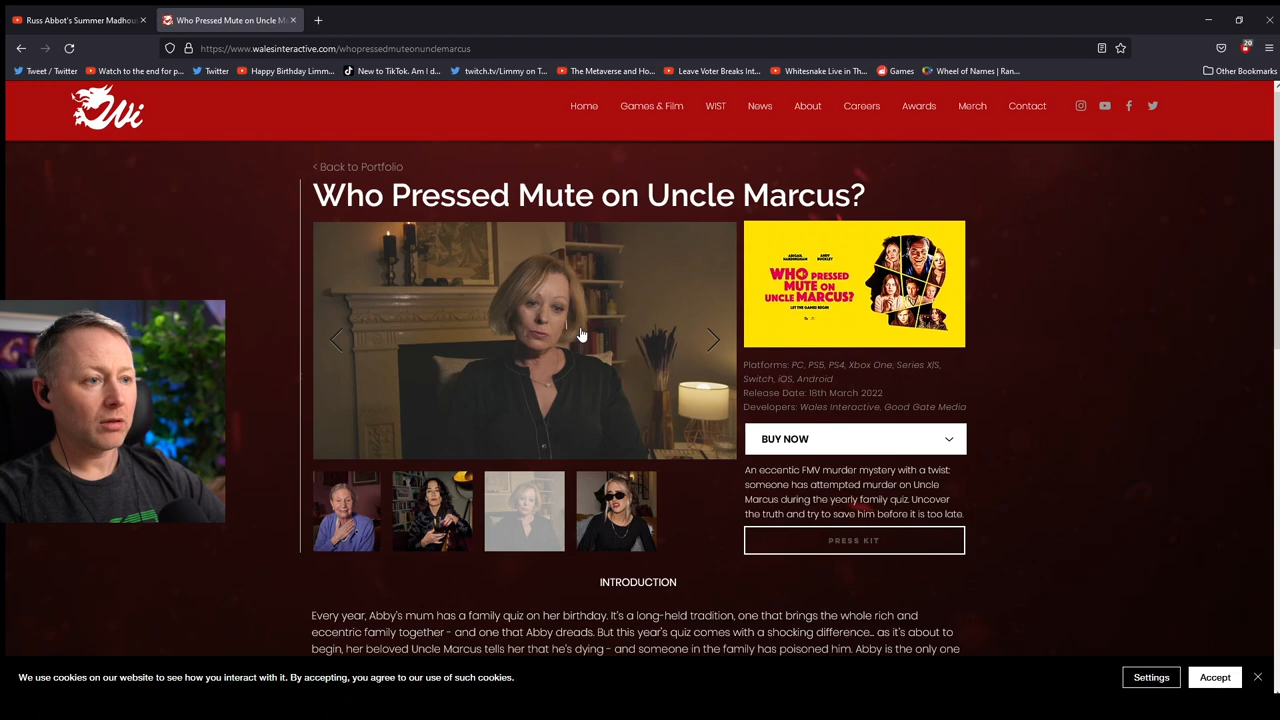 Russ Abbot's Summer Madhous
Who Pressed Mute on Uncle M
https://www.walesinteractive.com/whopressedmuteonunclemarcus
20
Tweet / Twitter
Watch to the end for p...
Twitter
Happy Birthday Limm...
New to TikTok. Am I d...
twitch.tv/Limmy on T...
The Metaverse and Ho...
Leave Voter Breaks Int...
Whitesnake Live in Th...
Games
Wheel of Names | Ran...
Other Bookmarks
Wi
Home
Games & Film
WIST
News
About
Careers
Awards
Merch
Contact
< Back to Portfolio
Who Pressed Mute on Uncle Marcus?
ABIGAIL HARDINGHAM
ANDY BUCKLEY
WHO PRESSED
MUTE ON
UNCLE MARCUS?
LET THE GAMES BEGIN
Platforms: PC, PS5, PS4, Xbox One, Series X|S,
Switch, iOS, Android
Release Date: 18th March 2022
Developers: Wales Interactive, Good Gate Media
BUY NOW
An eccentric FMV murder mystery with a twist:
someone has attempted murder on Uncle
Marcus during the yearly family quiz. Uncover
the truth and try to save him before it is too late.
PRESS KIT
INTRODUCTION
Every year, Abby's mum has a family quiz on her birthday. It's a long-held tradition, one that brings the whole rich and
eccentric family together - and one that Abby dreads. But this year's quiz comes with a shocking difference... as it's about to
begin, her beloved Uncle Marcus tells her that he's dying - and someone in the family has poisoned him. Abby is the only one
We use cookies on our website to see how you interact with it. By accepting, you agree to our use of such cookies.
Settings
Accept